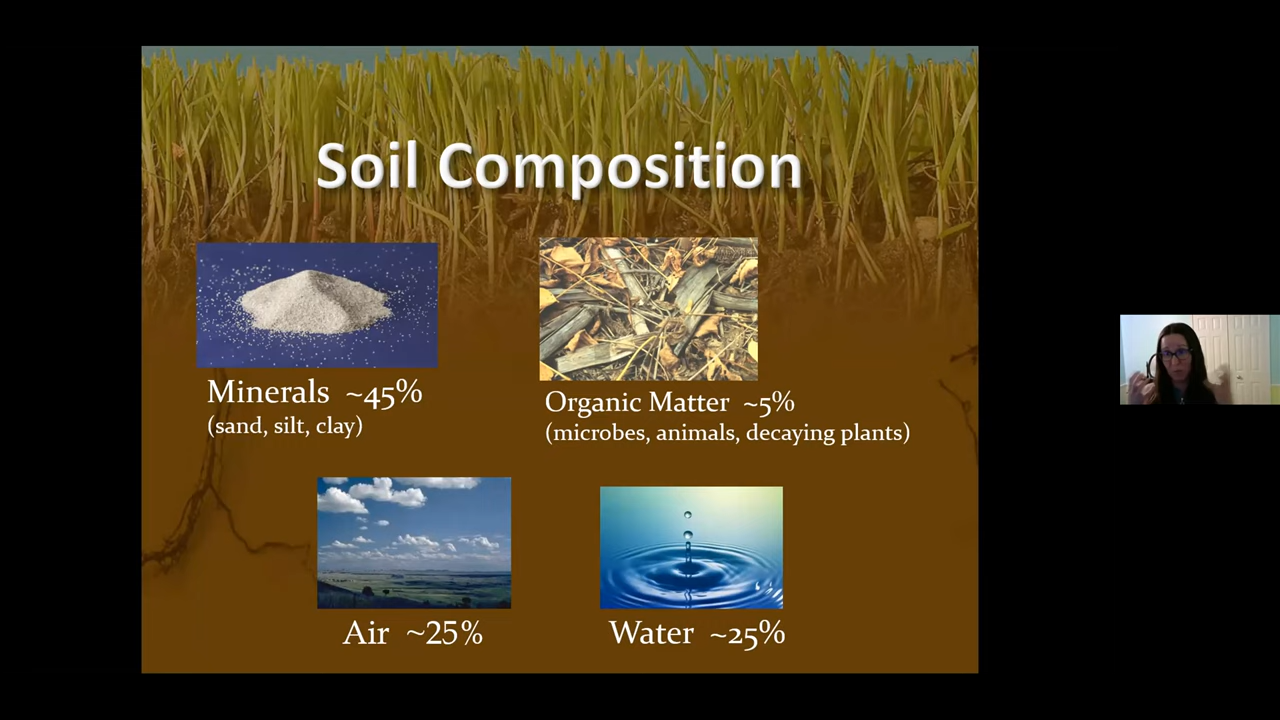 Soil Composition
Minerals ~45%
(sand, silt, clay)
Organic Matter ~5%
(microbes, animals, decaying plants)
Air ~25%
Water ~25%